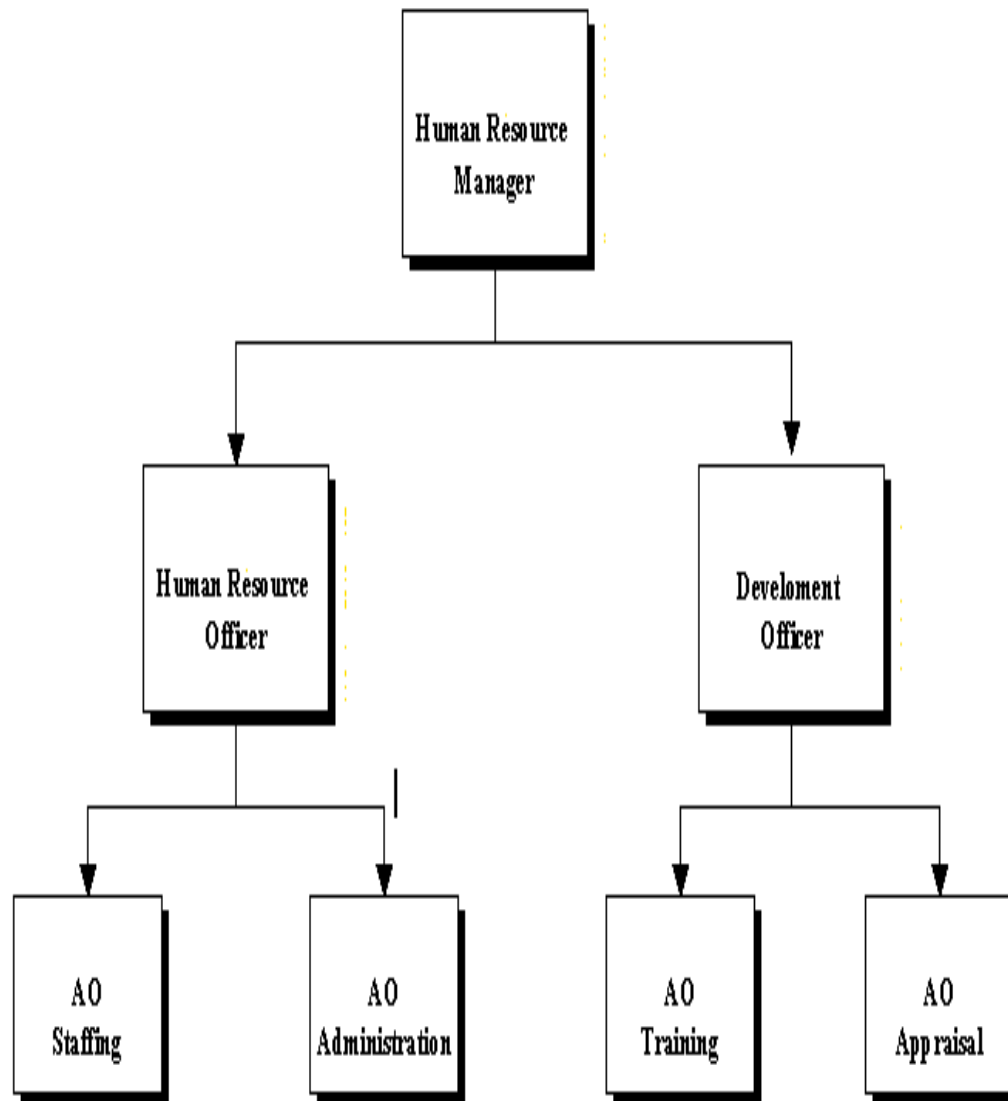 Human Resource
Manager
Human Resource
Officer
Develoment
Officer
AO
Staffing
AO
Administration
AO
Training
AO
Appraisal